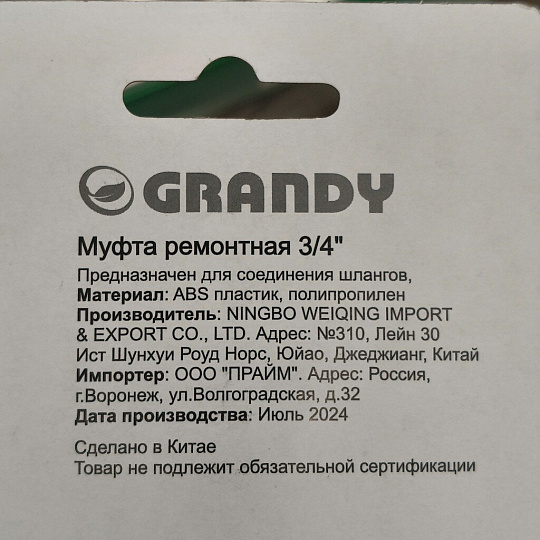 GRANDY
Муфта ремонтная 3/4"
Предназначен для соединения шлангов,
Материал: ABS пластик, полипропилен
Производитель: NINGBO WEIQING IMPORT
& EXPORT CO., LTD. Адрес: №310, Лейн 30
Ист Шунхуи Роуд Норс, Юйао, Джеджианг, Китай
Импортер: ООО "ПРАЙМ". Адрес: Россия,
г.Воронеж, ул.Волгоградская, д.32
Дата производства: Июль 2024
Сделано в Китае
Товар не подлежит обязательной сертификации